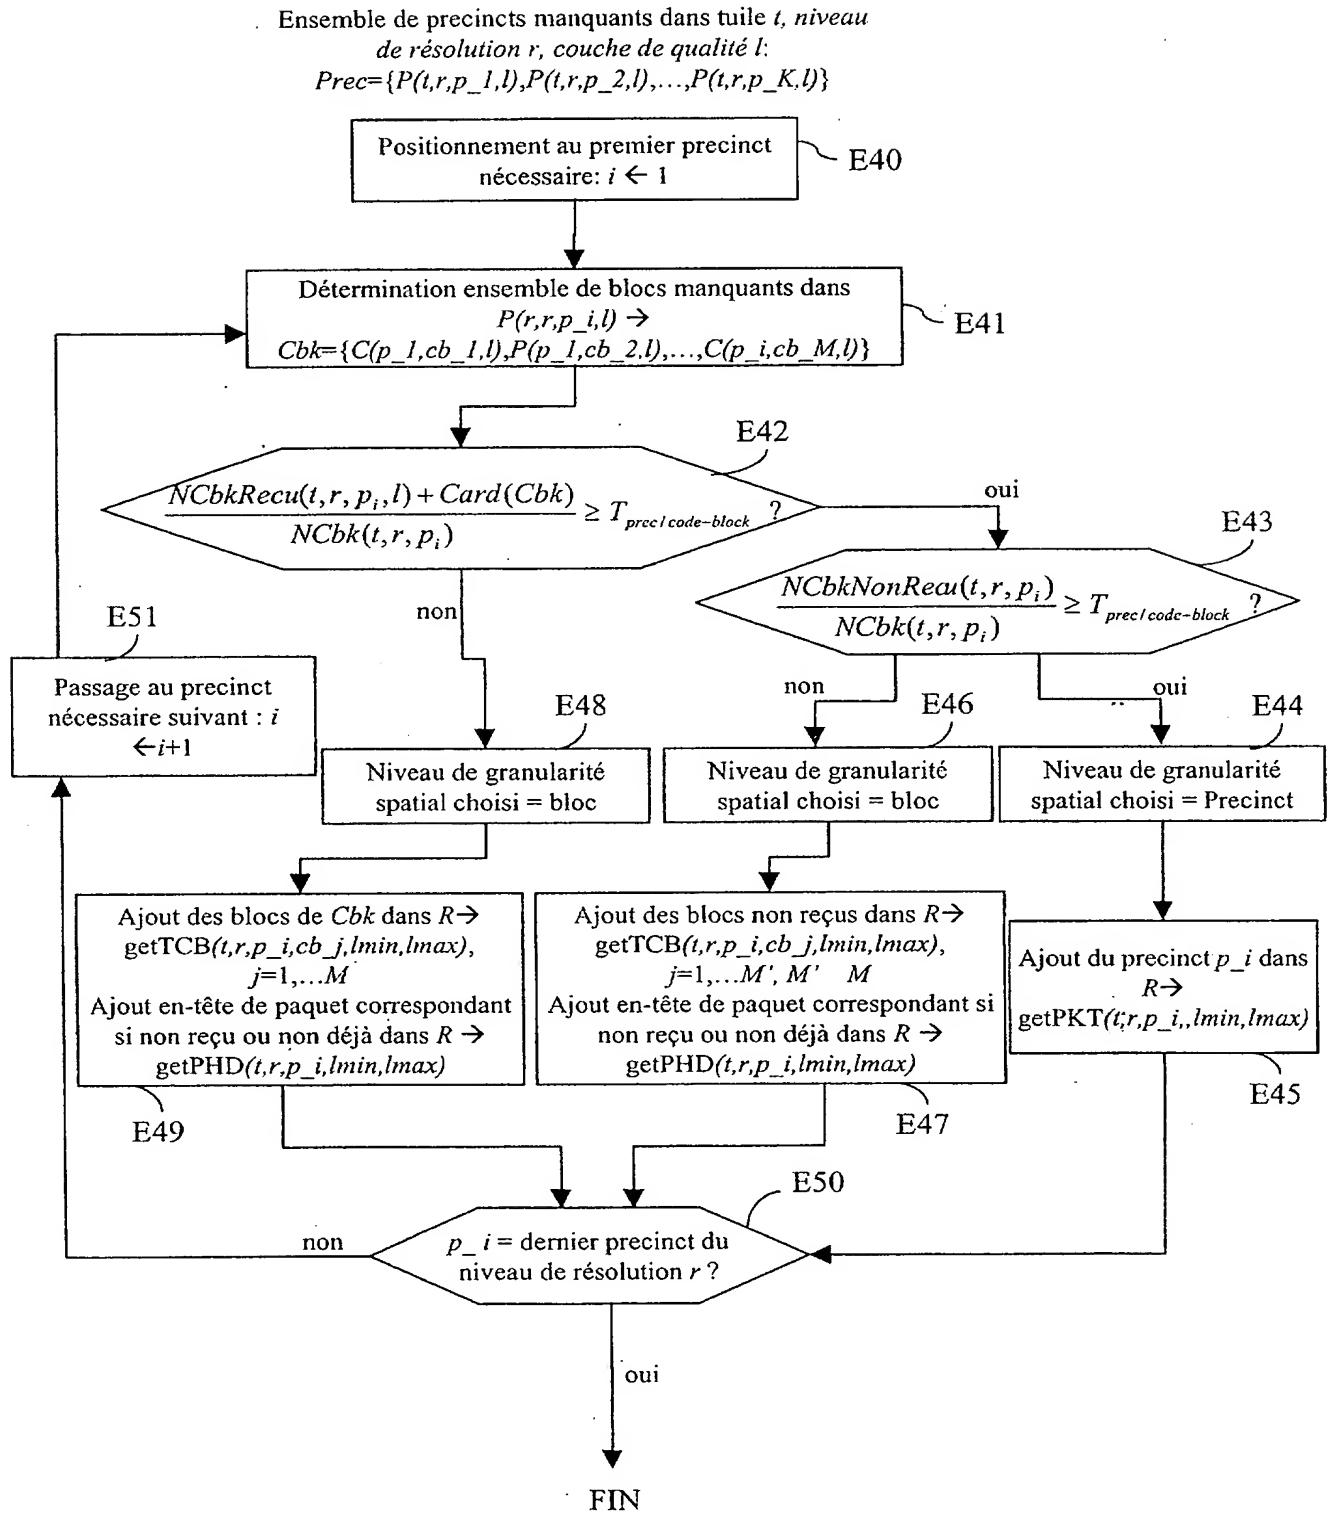 Ensemble de precincts manquants dans tuile t, niveau
de résolution r, couche de qualité l:
Prec={P(t,r,p_1,l),P(t,r,p_2,l),...,P(t,r,p_K,l)}
Positionnement au premier precinct
nécessaire: i ← 1
E40
Détermination ensemble de blocs manquants dans
P(r,r,p_i,l) →
Cbk={C(p_1,cb_1,l),P(p_1,cb_2,l),...,C(p_i,cb_M,l)}
E41
E42
NCbkRecu(t,r,p_i,l)+Card(Cbk)
NCbk(t,r,p_i)
≥ T_prec/code-block ?
oui
non
E43
NCbkNonRecu(t,r,p_i)
NCbk(t,r,p_i)
≥ T_prec/code-block ?
non
oui
E51
Passage au precinct
nécessaire suivant : i
←i+1
E48
Niveau de granularité
spatial choisi = bloc
E46
Niveau de granularité
spatial choisi = bloc
E44
Niveau de granularité
spatial choisi = Precinct
Ajout des blocs de Cbk dans R→
getTCB(t,r,p_i,cb_j,lmin,lmax),
j=1,...M
Ajout en-tête de paquet correspondant
si non reçu ou non déjà dans R →
getPHD(t,r,p_i,lmin,lmax)
E49
Ajout des blocs non reçus dans R→
getTCB(t,r,p_i,cb_j,lmin,lmax),
j=1,...M', M' M
Ajout en-tête de paquet correspondant si
non reçu ou non déjà dans R →
getPHD(t,r,p_i,lmin,lmax)
E47
Ajout du precinct p_i dans
R→
getPKT(t,r,p_i,,lmin,lmax)
E45
E50
p_ i = dernier precinct du
niveau de résolution r ?
non
oui
FIN